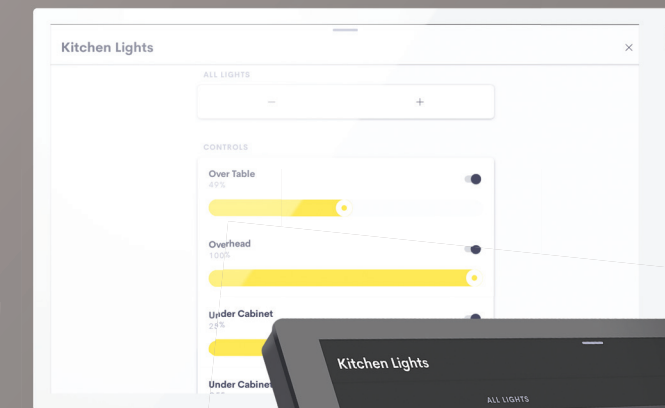 Kitchen Lights
ALL LIGHTS
CONTROLS
Over Table
49%
Overhead
100%
Under Cabinet
Under Cabinet
Kitchen Lights
ALL LIGHTS